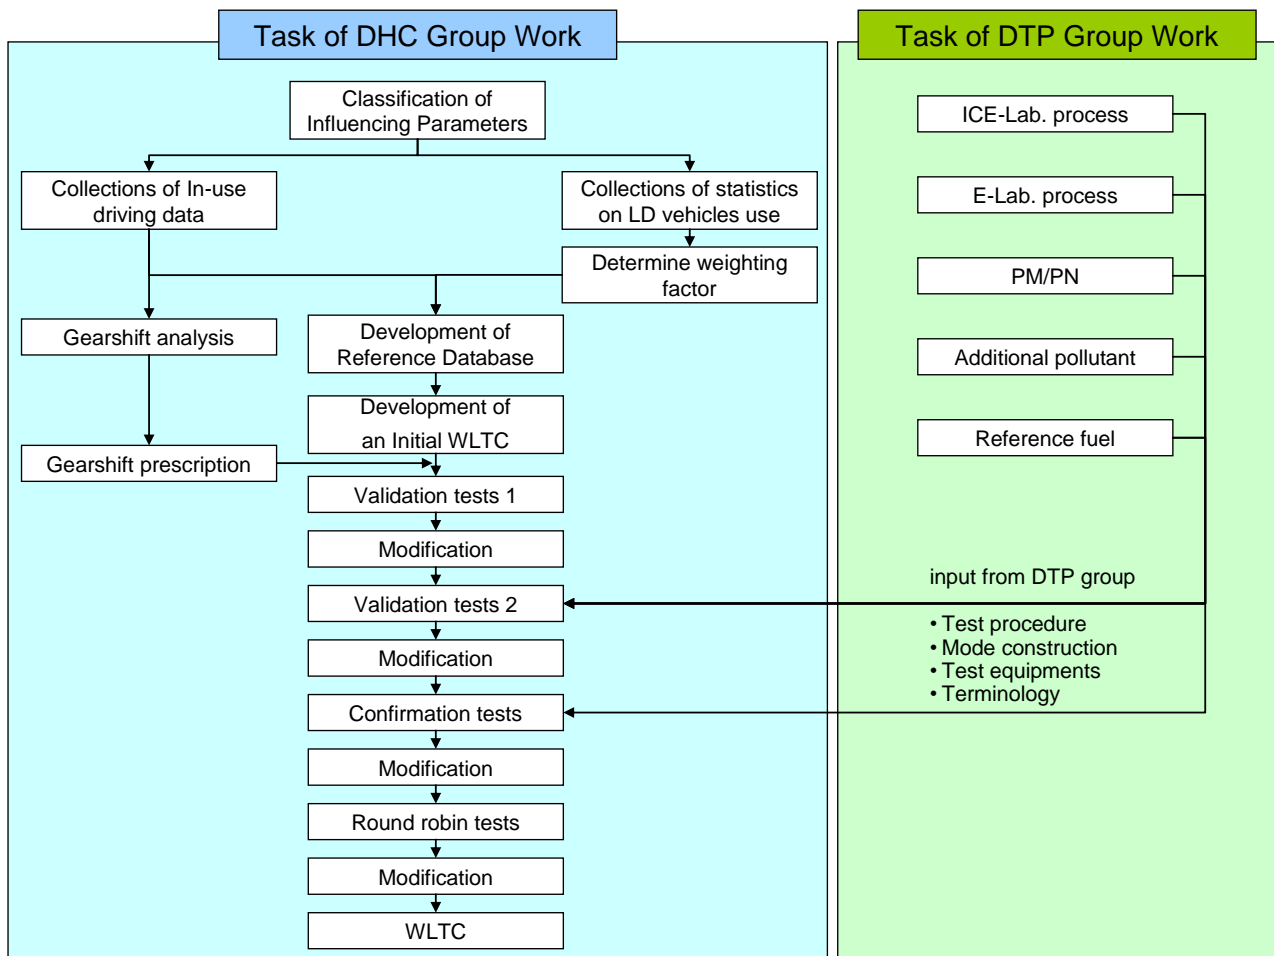 Task of DHC Group Work
Classification of
Influencing Parameters
Collections of In-use
driving data
Collections of statistics
on LD vehicles use
Determine weighting
factor
Gearshift analysis
Development of
Reference Database
Development of
an Initial WLTC
Gearshift prescription
Validation tests 1
Modification
Validation tests 2
Modification
Confirmation tests
Modification
Round robin tests
Modification
WLTC
Task of DTP Group Work
ICE-Lab. process
E-Lab. process
PM/PN
Additional pollutant
Reference fuel
input from DTP group
• Test procedure
• Mode construction
• Test equipments
• Terminology